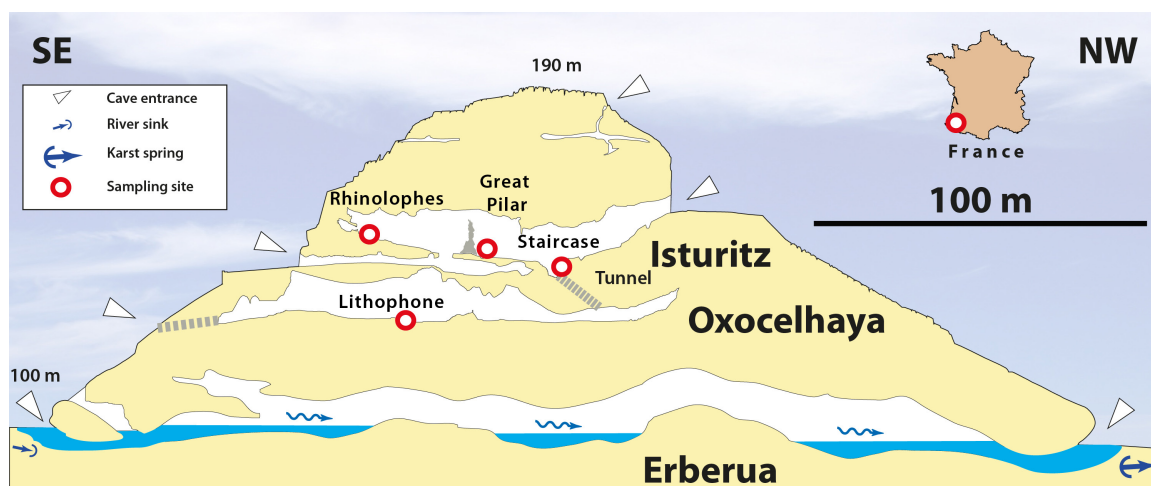 SE
190 m
NW
Cave entrance
River sink
Karst spring
Sampling site
France
100 m
Rhinolophes
Great
Pilar
Staircase
Isturitz
Tunnel
Lithophone
Oxocelhaya
100 m
Erberua